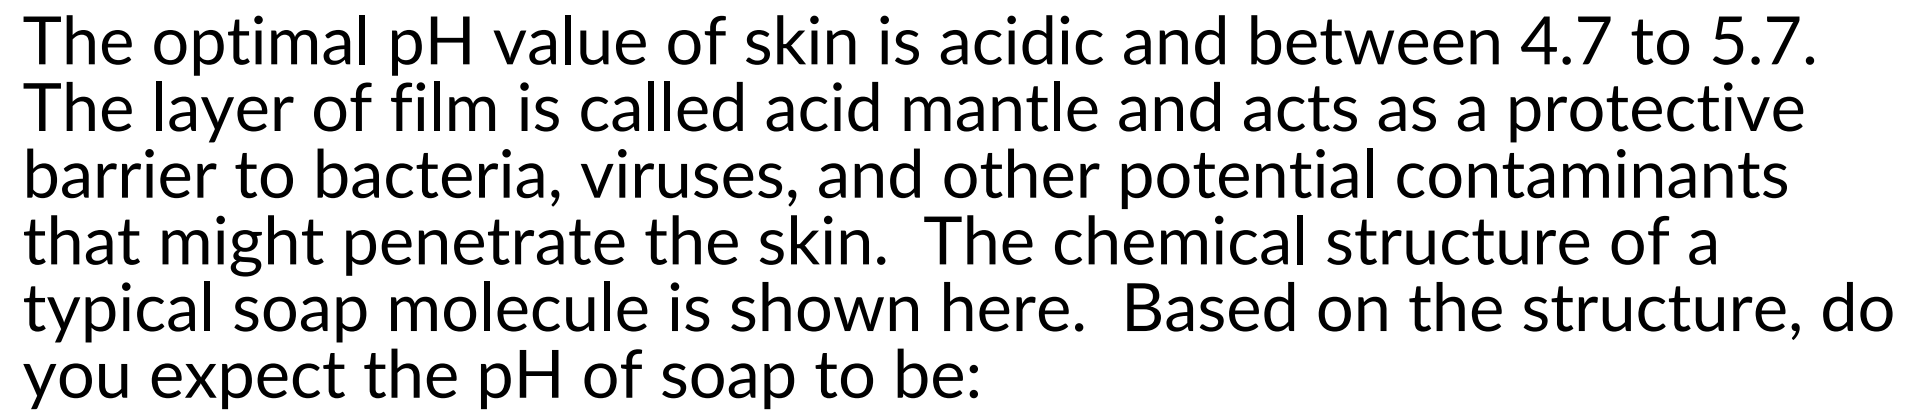 The optimal pH value of skin is acidic and between 4.7 to 5.7.
The layer of film is called acid mantle and acts as a protective
barrier to bacteria, viruses, and other potential contaminants
that might penetrate the skin.  The chemical structure of a
typical soap molecule is shown here.  Based on the structure, do
you expect the pH of soap to be: